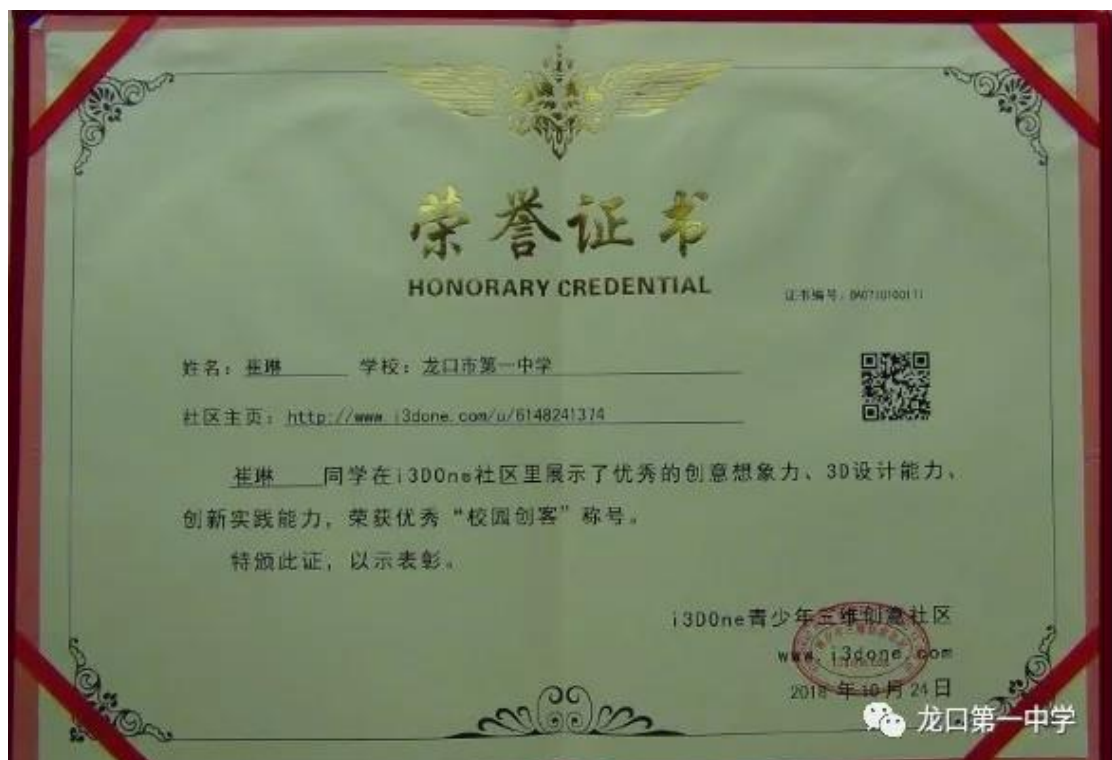 荣誉证书
HONORARY CREDENTIAL
证书编号:
姓名:崔琳 学校:龙口市第一中学
社区主页:http://www.i3done.com/u/6148241374
崔琳 同学在i3DOne社区里展示了优秀的创意想象力、3D设计能力、
创新实践能力,荣获优秀“校园创客”称号。
特颁此证,以示表彰。
i3DOne青少年三维创意社区
www.i3done.com
2018 年 10 月 24 日
龙口第一中学